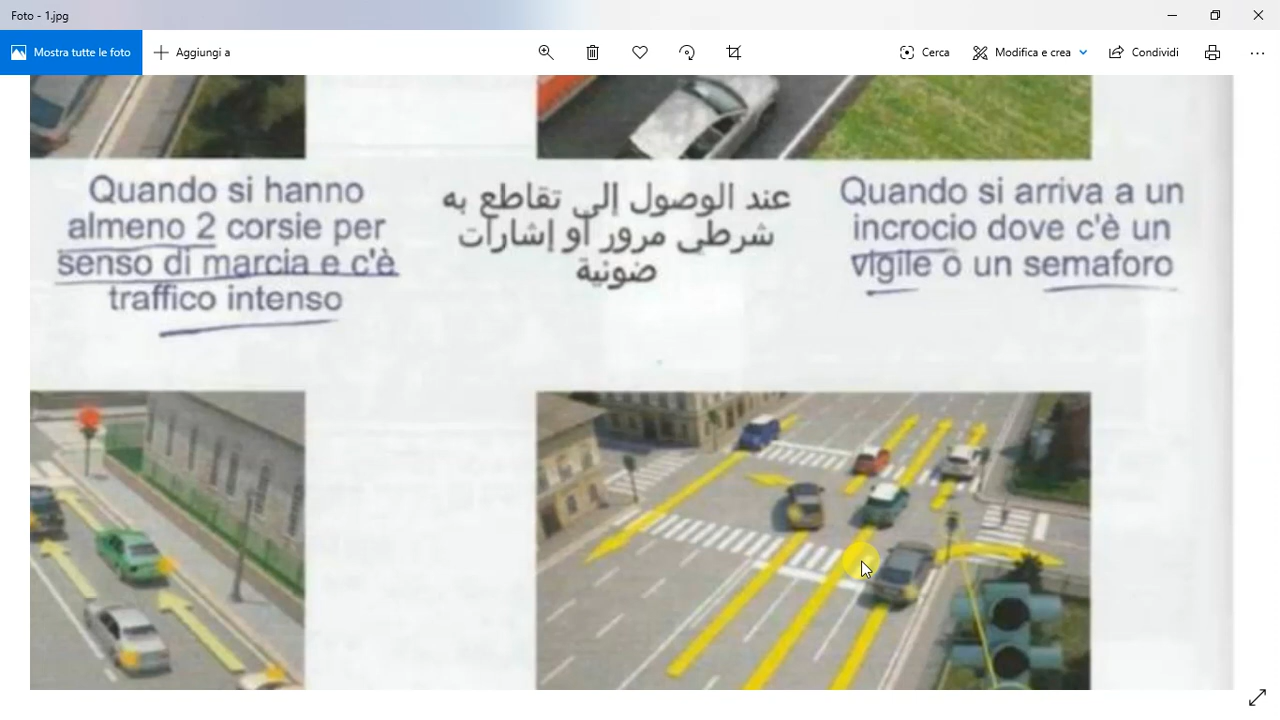 Foto - 1.jpg
Mostra tutte le foto
Aggiungi a
Cerca
Modifica e crea
Condividi
Quando si hanno
almeno 2 corsie per
senso di marcia e c'è
traffico intenso
عند الوصول إلى تقاطع به
شرطي مرور أو إشارات
ضوئية
Quando si arriva a un
incrocio dove c'è un
vigile o un semaforo